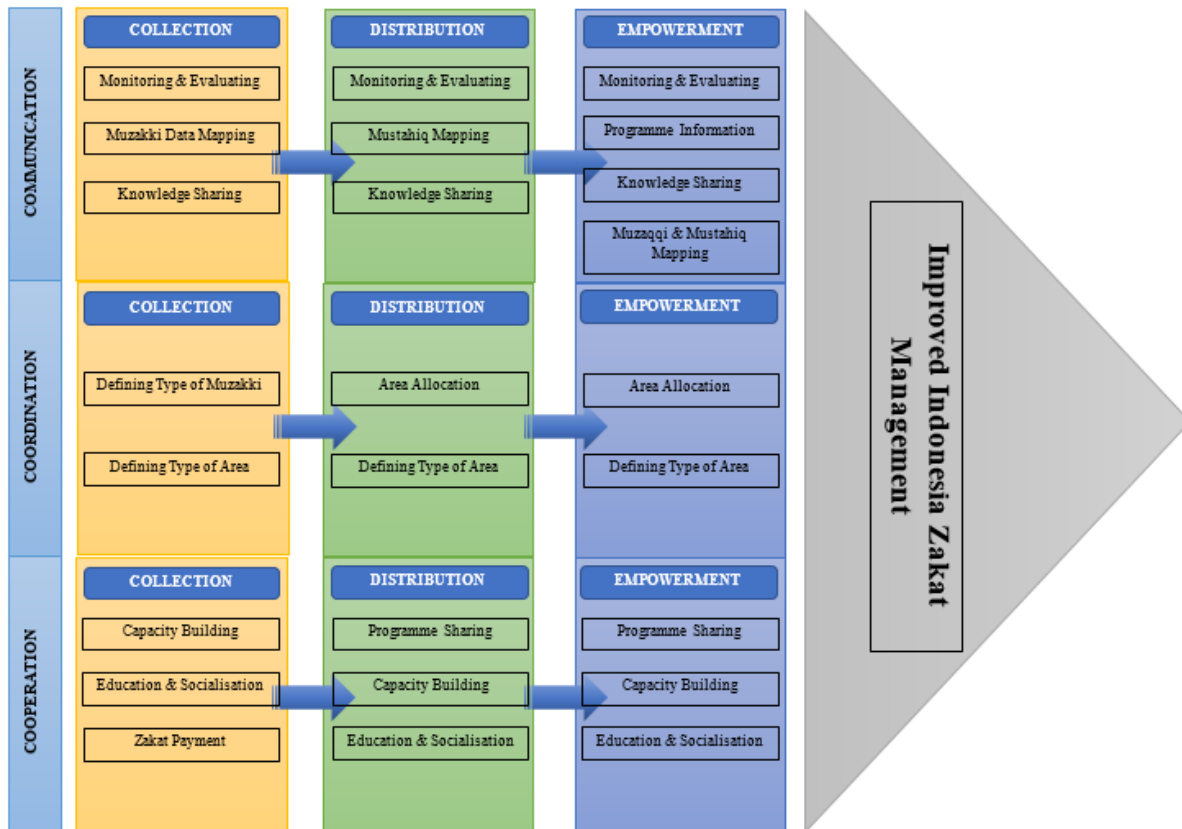 COMMUNICATION
COLLECTION
Monitoring & Evaluating
Muzakki Data Mapping
Knowledge Sharing
DISTRIBUTION
Monitoring & Evaluating
Mustahiq Mapping
Knowledge Sharing
EMPOWERMENT
Monitoring & Evaluating
Programme Information
Knowledge Sharing
Muzaqqi & Mustahiq
Mapping
COORDINATION
COLLECTION
Defining Type of Muzakki
Defining Type of Area
DISTRIBUTION
Area Allocation
Defining Type of Area
EMPOWERMENT
Area Allocation
Defining Type of Area
COOPERATION
COLLECTION
Capacity Building
Education & Socialisation
Zakat Payment
DISTRIBUTION
Programme Sharing
Capacity Building
Education & Socialisation
EMPOWERMENT
Programme Sharing
Capacity Building
Education & Socialisation
Improved Indonesia Zakat
Management